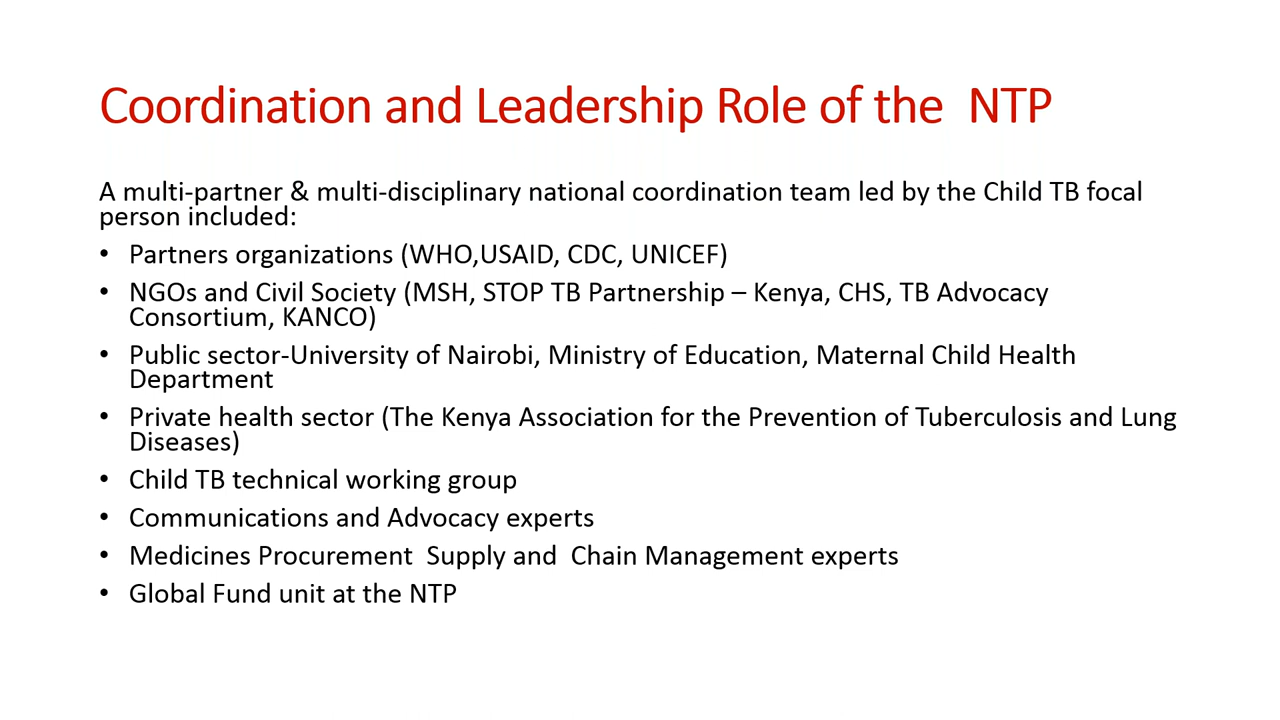 Coordination and Leadership Role of the  NTP
A multi-partner & multi-disciplinary national coordination team led by the Child TB focal
person included:
• Partners organizations (WHO,USAID, CDC, UNICEF)
• NGOs and Civil Society (MSH, STOP TB Partnership – Kenya, CHS, TB Advocacy
Consortium, KANCO)
• Public sector-University of Nairobi, Ministry of Education, Maternal Child Health
Department
• Private health sector (The Kenya Association for the Prevention of Tuberculosis and Lung
Diseases)
• Child TB technical working group
• Communications and Advocacy experts
• Medicines Procurement  Supply and  Chain Management experts
• Global Fund unit at the NTP